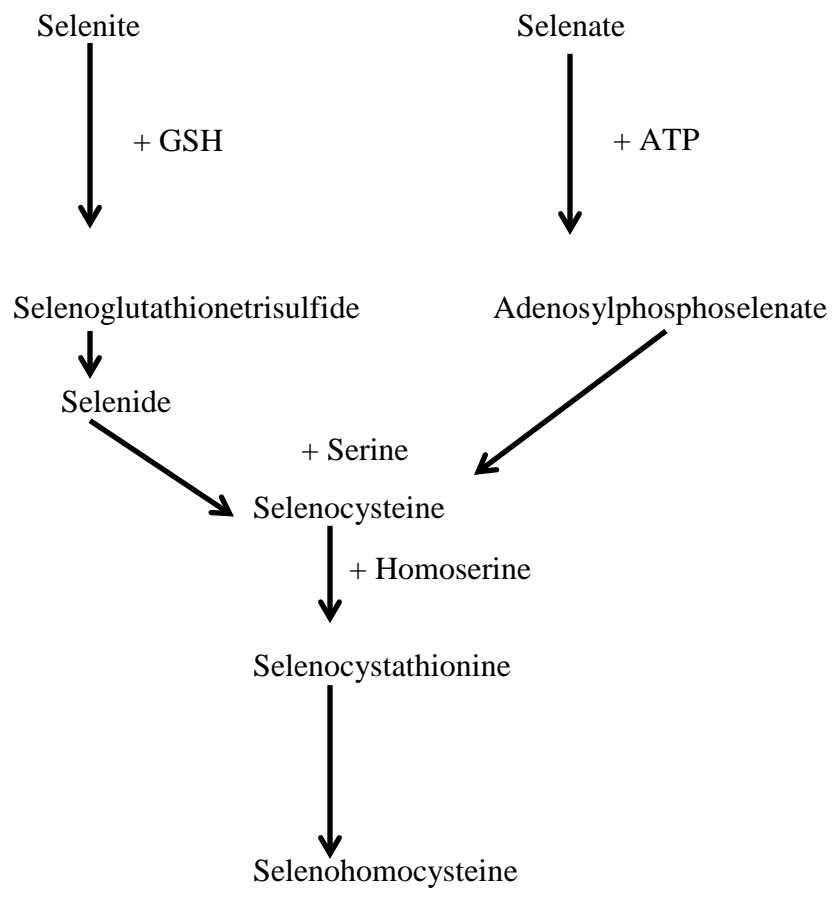 Selenite
Selenate
+ GSH
+ ATP
Selenoglutathionetrisulfide
Adenosylphosphoselenate
Selenide
+ Serine
Selenocysteine
+ Homoserine
Selenocystathionine
Selenohomocysteine